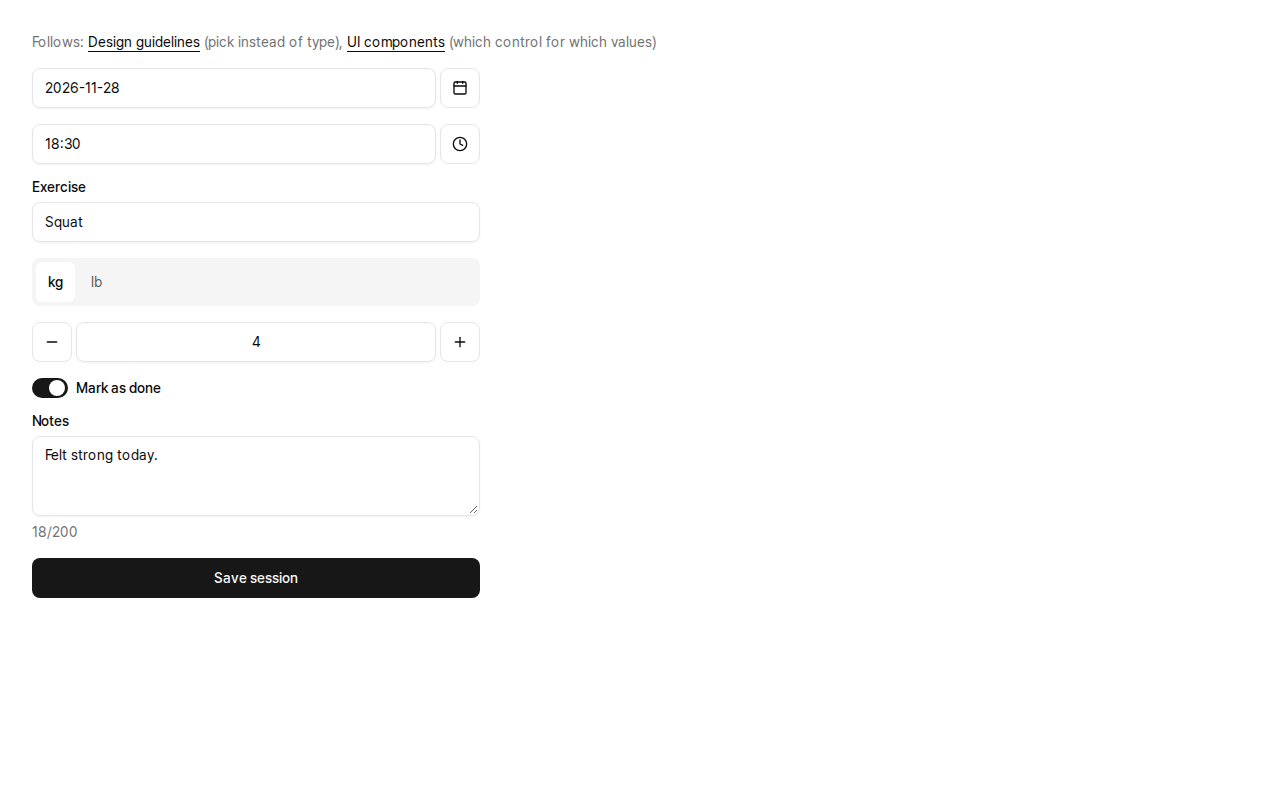 Follows: Design guidelines (pick instead of type), UI components (which control for which values)
2026-11-28
18:30
Exercise
Squat
kg lb
4
Mark as done
Notes
Felt strong today.
18/200
Save session